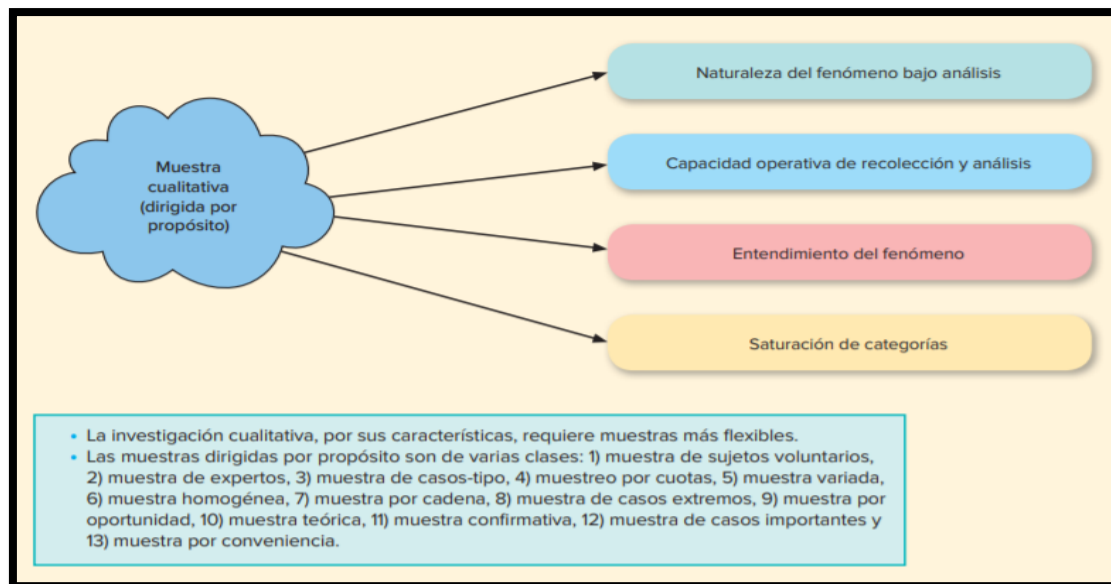 Muestra
cualitativa
(dirigida por
propósito)
Naturaleza del fenómeno bajo análisis
Capacidad operativa de recolección y análisis
Entendimiento del fenómeno
Saturación de categorías
• La investigación cualitativa, por sus características, requiere muestras más flexibles.
• Las muestras dirigidas por propósito son de varias clases: 1) muestra de sujetos voluntarios,
2) muestra de expertos, 3) muestra de casos-tipo, 4) muestreo por cuotas, 5) muestra variada,
6) muestra homogénea, 7) muestra por cadena, 8) muestra de casos extremos, 9) muestra por
oportunidad, 10) muestra teórica, 11) muestra confirmativa, 12) muestra de casos importantes y
13) muestra por conveniencia.